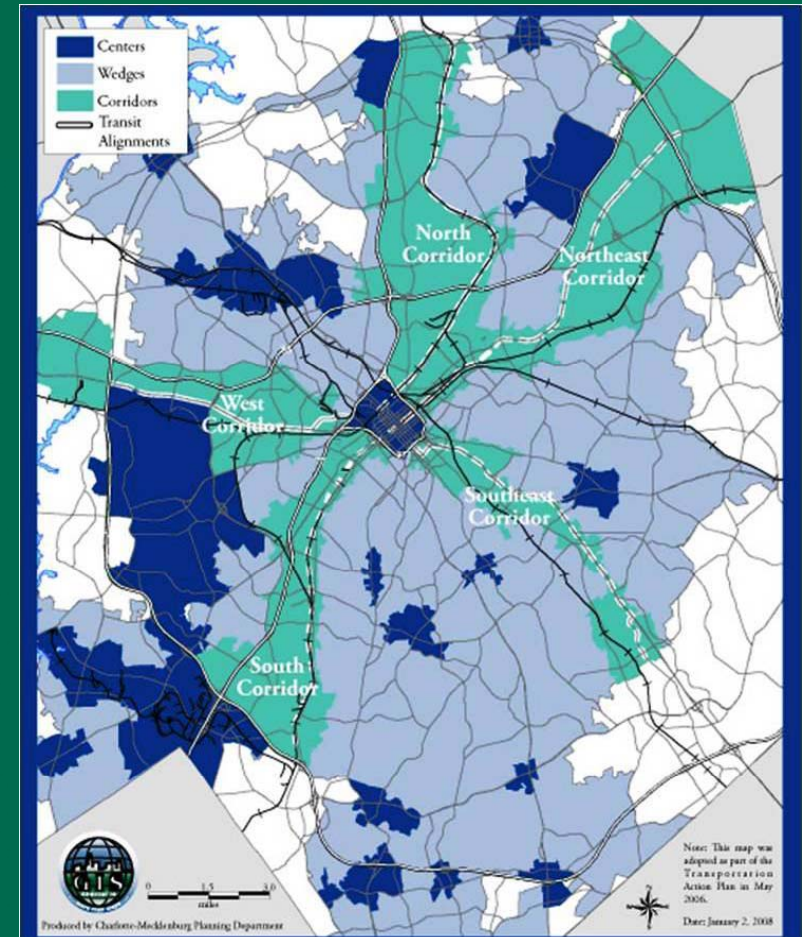 Centers
Wedges
Corridors
Transit
Alignments
North
Corridor
Northeast
Corridor
West
Corridor
Southeast
Corridor
South
Corridor
GIS
0 1.5 3.0
miles
Produced by Charlotte-Mecklenburg Planning Department
Note: This map was
adopted as part of the
Transportation
Action Plan in May
2006.
Date: January 2, 2008